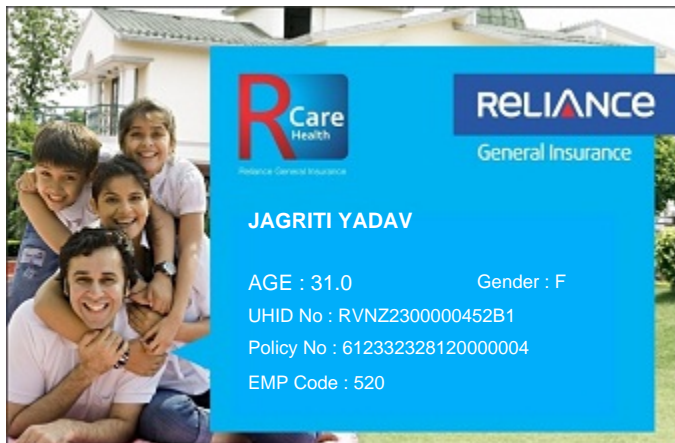 R Care
Health
Reliance General Insurance
RELIANCE
General Insurance
JAGRITI YADAV
AGE : 31.0 Gender : F
UHID No : RVNZ2300000452B1
Policy No : 612332328120000004
EMP Code : 520